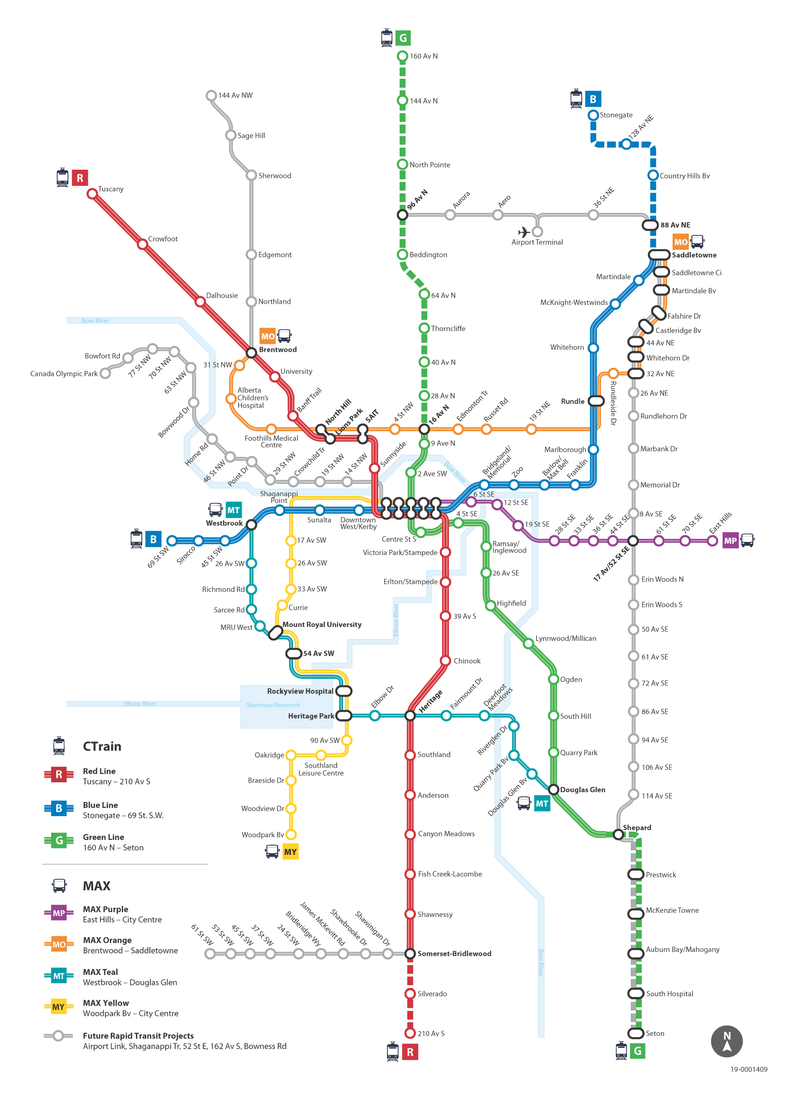 G
160 Av N
144 Av N
North Pointe
96 Av N
Aurora
Aero
36 St NE
Airport Terminal
B
Stonegate
128 Av NE
Country Hills Bv
88 Av NE
MO
Saddletowne
Saddletowne Ci
Martindale Bv
Falshire Dr
Castleridge Bv
44 Av NE
Whitehorn Dr
32 Av NE
26 Av NE
Rundlehorn Dr
Marbank Dr
Memorial Dr
8 Av SE
Martindale
McKnight-Westwinds
Whitehorn
Rundle
Rundleside Dr
Marlborough
Franklin
Barlow/
Max Bell
Zoo
Bridgeland/
Memorial
144 Av NW
Sage Hill
Sherwood
Edgemont
Northland
R
Tuscany
Crowfoot
Dalhousie
MO
Brentwood
University
Banff Trail
North Hill
Lions Park
SAIT
Sunnyside
31 St NW
Alberta
Children's
Hospital
Foothills Medical
Centre
4 St NW
16 Av N
Edmonton Tr
Russet Rd
19 St NE
Beddington
64 Av N
Thorncliffe
40 Av N
28 Av N
9 Ave N
2 Ave SW
Bow River
Bow River
Canada Olympic Park
Bowfort Rd
77 St NW
70 St NW
63 St NW
Bowwood Dr
Home Rd
46 St NW
Point Dr
29 St NW
Crowchild Tr
19 St NW
14 St NW
Shaganappi
Point
MT
Westbrook
Sunalta
Downtown
West/Kerby
B
69 St SW
Sirocco
45 St SW
26 Av SW
Richmond Rd
Sarcee Rd
MRU West
17 Av SW
26 Av SW
33 Av SW
Currie
Mount Royal University
54 Av SW
Rockyview Hospital
Heritage Park
Glenmore Reservoir
Elbow River
Elbow River
Elbow Dr
Heritage
Fairmount Dr
Deerfoot
Meadows
Riverglen Dr
Quarry Park Bv
Douglas Glen Bv
MT
90 Av SW
Southland
Leisure Centre
Oakridge
Braeside Dr
Woodview Dr
Woodpark Bv
MY
Centre St S
Victoria Park/Stampede
Erlton/Stampede
39 Av S
Chinook
Southland
Anderson
Canyon Meadows
Fish Creek-Lacombe
Shawnessy
Somerset-Bridlewood
Silverado
210 Av S
R
4 St SE
6 St SE
12 St SE
19 St SE
28 St SE
33 St SE
36 St SE
44 St SE
17 Av/52 St SE
61 St SE
70 St SE
East Hills
MP
Ramsay/
Inglewood
26 Av SE
Highfield
Lynnwood/Millican
Ogden
South Hill
Quarry Park
Douglas Glen
Shepard
Prestwick
McKenzie Towne
Auburn Bay/Mahogany
South Hospital
Seton
G
Erin Woods N
Erin Woods S
50 Av SE
61 Av SE
72 Av SE
86 Av SE
94 Av SE
106 Av SE
114 Av SE
Bow River
61 St SW
53 St SW
45 St SW
37 St SW
24 St SW
Bridleridge Wy
James McKevitt Rd
Shawbrooke Dr
Shawinigan Dr
CTrain
R
Red Line
Tuscany – 210 Av S
B
Blue Line
Stonegate – 69 St. S.W.
G
Green Line
160 Av N – Seton
MAX
MP
MAX Purple
East Hills – City Centre
MO
MAX Orange
Brentwood – Saddletowne
MT
MAX Teal
Westbrook – Douglas Glen
MY
MAX Yellow
Woodpark Bv – City Centre
Future Rapid Transit Projects
Airport Link, Shaganappi Tr, 52 St E, 162 Av S, Bowness Rd
N
19-0001409